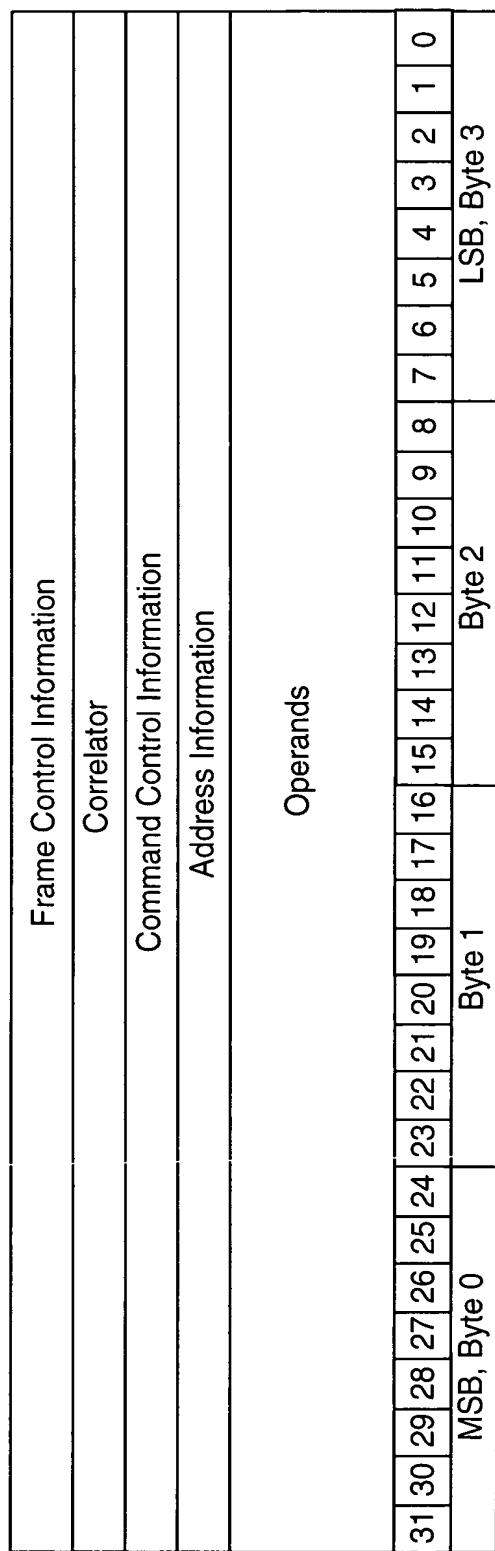 Frame Control Information
Correlator
Command Control Information
Address Information
Operands
31 30 29 28 27 26 25 24 23 22 21 20 19 18 17 16 15 14 13 12 11 10 9 8 7 6 5 4 3 2 1 0
MSB, Byte 0 Byte 1 Byte 2 LSB, Byte 3